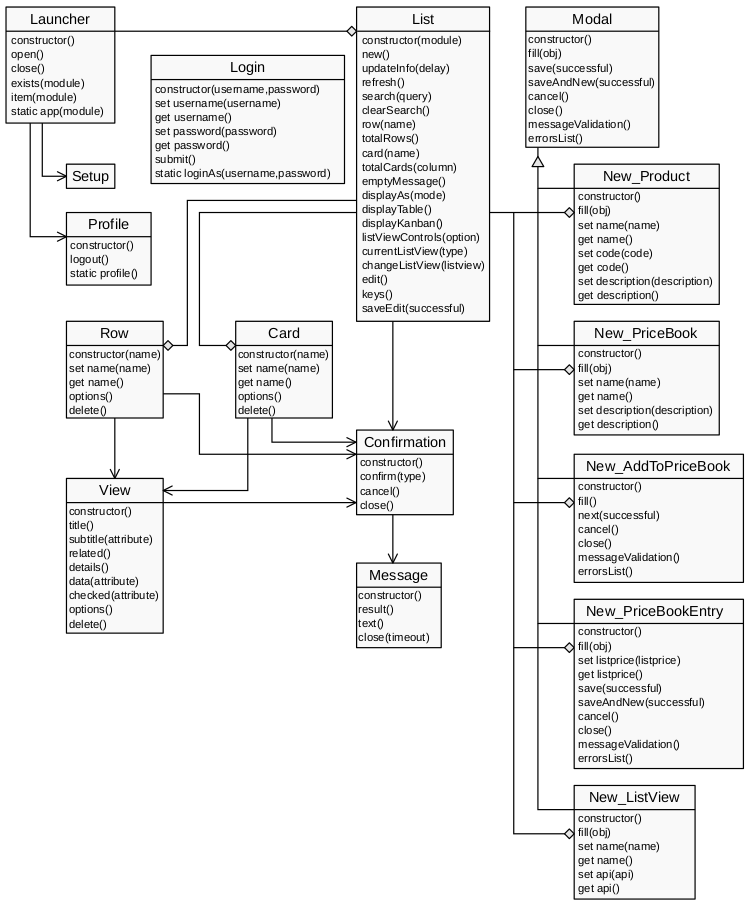 Launcher
constructor()
open()
close()
exists(module)
item(module)
static app(module)
Login
constructor(username,password)
set username(username)
get username()
set password(password)
get password()
submit()
static loginAs(username,password)
List
constructor(module)
new()
updateInfo(delay)
refresh()
search(query)
clearSearch()
row(name)
totalRows()
card(name)
totalCards(column)
emptyMessage()
displayAs(mode)
displayTable()
displayKanban()
listViewControls(option)
currentListView(type)
changeListView(listview)
edit()
keys()
saveEdit(successful)
Modal
constructor()
fill(obj)
save(successful)
saveAndNew(successful)
cancel()
close()
messageValidation()
errorsList()
Setup
Profile
constructor()
logout()
static profile()
New_Product
constructor()
fill(obj)
set name(name)
get name()
set code(code)
get code()
set description(description)
get description()
Row
constructor(name)
set name(name)
get name()
options()
delete()
Card
constructor(name)
set name(name)
get name()
options()
delete()
New_PriceBook
constructor()
fill(obj)
set name(name)
get name()
set description(description)
get description()
Confirmation
constructor()
confirm(type)
cancel()
close()
View
constructor()
title()
subtitle(attribute)
related()
details()
data(attribute)
checked(attribute)
options()
delete()
New_AddToPriceBook
constructor()
fill()
next(successful)
cancel()
close()
messageValidation()
errorsList()
Message
constructor()
result()
text()
close(timeout)
New_PriceBookEntry
constructor()
fill(obj)
set listprice(listprice)
get listprice()
save(successful)
saveAndNew(successful)
cancel()
close()
messageValidation()
errorsList()
New_ListView
constructor()
fill(obj)
set name(name)
get name()
set api(api)
get api()